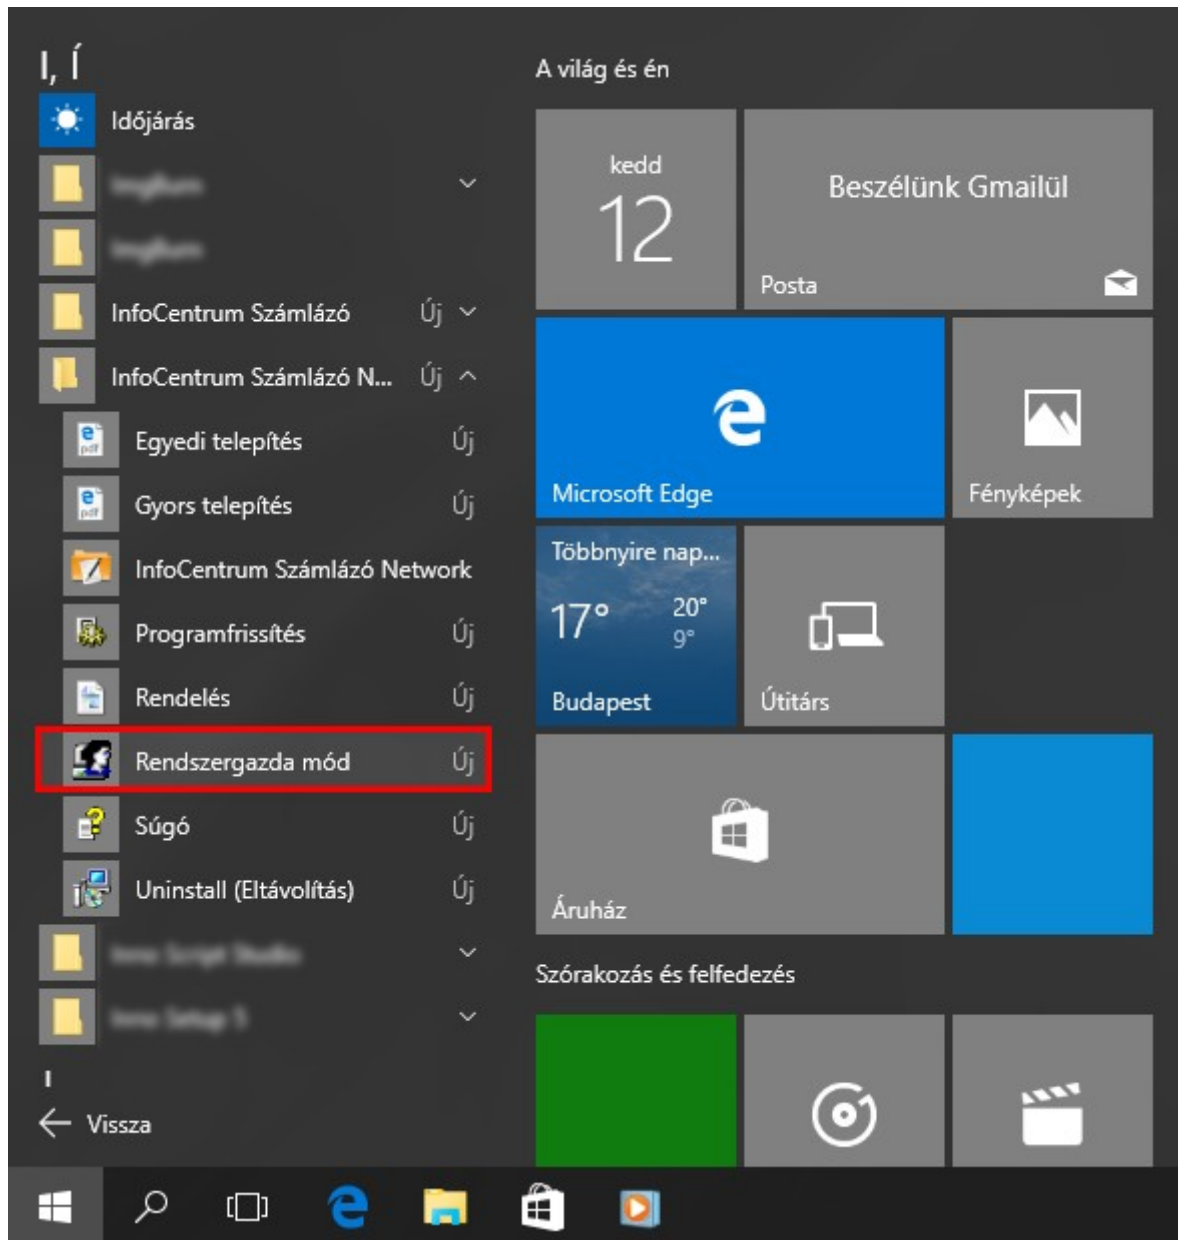 I, Í
Időjárás
InfoCentrum Számlázó Új
InfoCentrum Számlázó N... Új
Egyedi telepítés Új
Gyors telepítés Új
InfoCentrum Számlázó Network
Programfrissítés Új
Rendelés Új
Rendszergazda mód Új
Súgó Új
Uninstall (Eltávolítás) Új
Vissza
A világ és én
kedd
12
Beszélünk Gmailül
Posta
Microsoft Edge
Fényképek
Többnyire nap...
17° 20°
9°
Budapest
Útitárs
Áruház
Szórakozás és felfedezés